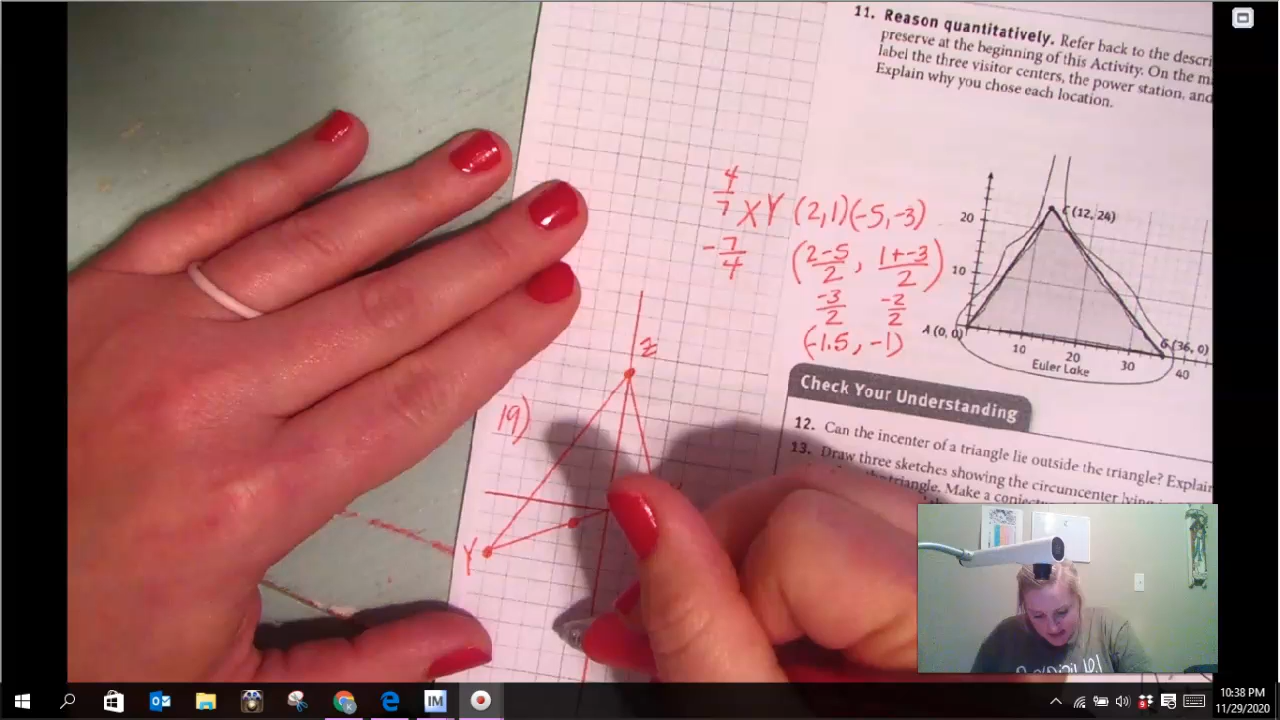 11. Reason quantitatively. Refer back to the descri
preserve at the beginning of this Activity. On the m
label the three visitor centers, the power station, and
Explain why you chose each location.
4/7 XY (2,1)(-5,-3)
-7/4 (2-5/2, 1+-3/2)
-3/2 -2/2
(-1.5, -1)
20
(12, 24)
10
A (0, 0)
10
20
30
40
(36, 0)
Euler Lake
Z
19)
Y
Check Your Understanding
12. Can the incenter of a triangle lie outside the triangle? Explai
13. Draw three sketches showing the circumcenter lying
the triangle. Make a conje
IM
10:38 PM
11/29/2020